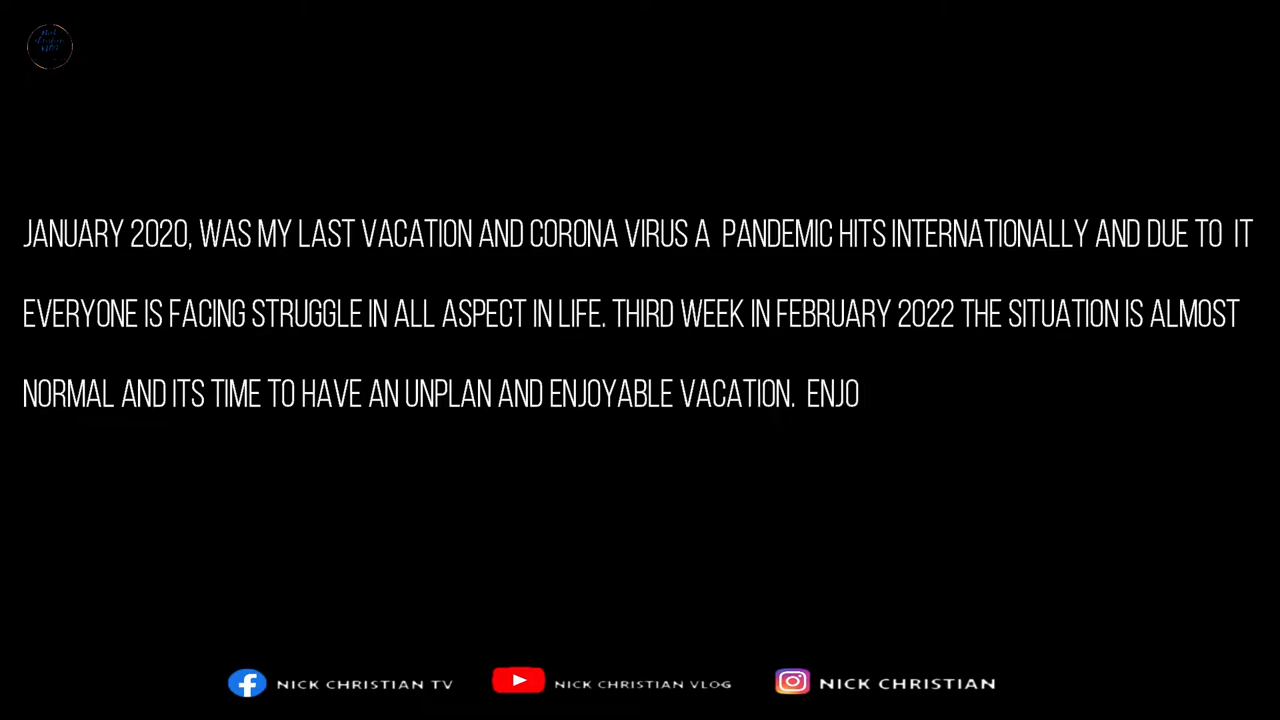 JANUARY 2020, WAS MY LAST VACATION AND CORONA VIRUS A PANDEMIC HITS INTERNATIONALLY AND DUE TO IT
EVERYONE IS FACING STRUGGLE IN ALL ASPECT IN LIFE. THIRD WEEK IN FEBRUARY 2022 THE SITUATION IS ALMOST
NORMAL AND ITS TIME TO HAVE AN UNPLAN AND ENJOYABLE VACATION. ENJO
NICK CHRISTIAN TV NICK CHRISTIAN VLOG NICK CHRISTIAN